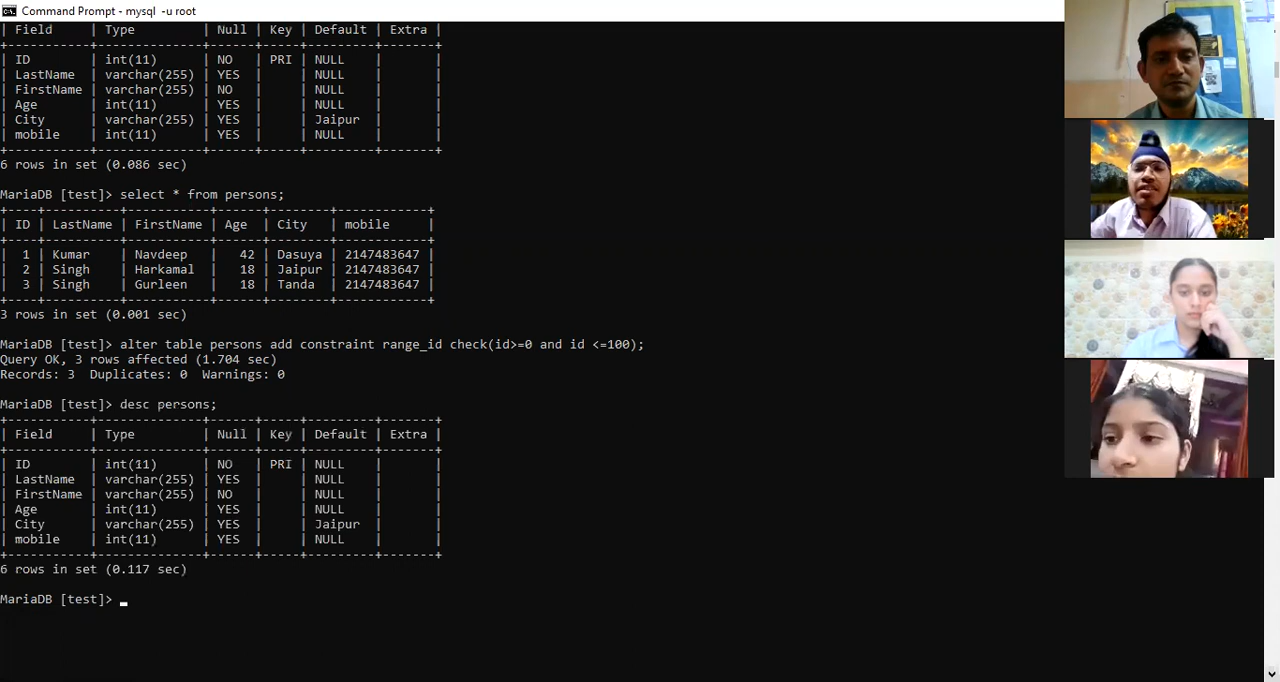 Command Prompt - mysql -u root
| Field | Type | Null | Key | Default | Extra |
+-----------+--------------+------+-----+---------+-------+
| ID | int(11) | NO | PRI | NULL | |
| LastName | varchar(255) | YES | | NULL | |
| FirstName | varchar(255) | NO | | NULL | |
| Age | int(11) | YES | | NULL | |
| City | varchar(255) | YES | | Jaipur | |
| mobile | int(11) | YES | | NULL | |
+-----------+--------------+------+-----+---------+-------+
6 rows in set (0.086 sec)
MariaDB [test]> select * from persons;
+----+----------+-----------+------+--------+------------+
| ID | LastName | FirstName | Age | City | mobile |
+----+----------+-----------+------+--------+------------+
| 1 | Kumar | Navdeep | 42 | Dasuya | 2147483647 |
| 2 | Singh | Harkamal | 18 | Jaipur | 2147483647 |
| 3 | Singh | Gurleen | 18 | Tanda | 2147483647 |
+----+----------+-----------+------+--------+------------+
3 rows in set (0.001 sec)
MariaDB [test]> alter table persons add constraint range_id check(id>=0 and id <=100);
Query OK, 3 rows affected (1.704 sec)
Records: 3 Duplicates: 0 Warnings: 0
MariaDB [test]> desc persons;
+-----------+--------------+------+-----+---------+-------+
| Field | Type | Null | Key | Default | Extra |
+-----------+--------------+------+-----+---------+-------+
| ID | int(11) | NO | PRI | NULL | |
| LastName | varchar(255) | YES | | NULL | |
| FirstName | varchar(255) | NO | | NULL | |
| Age | int(11) | YES | | NULL | |
| City | varchar(255) | YES | | Jaipur | |
| mobile | int(11) | YES | | NULL | |
+-----------+--------------+------+-----+---------+-------+
6 rows in set (0.117 sec)
MariaDB [test]> _